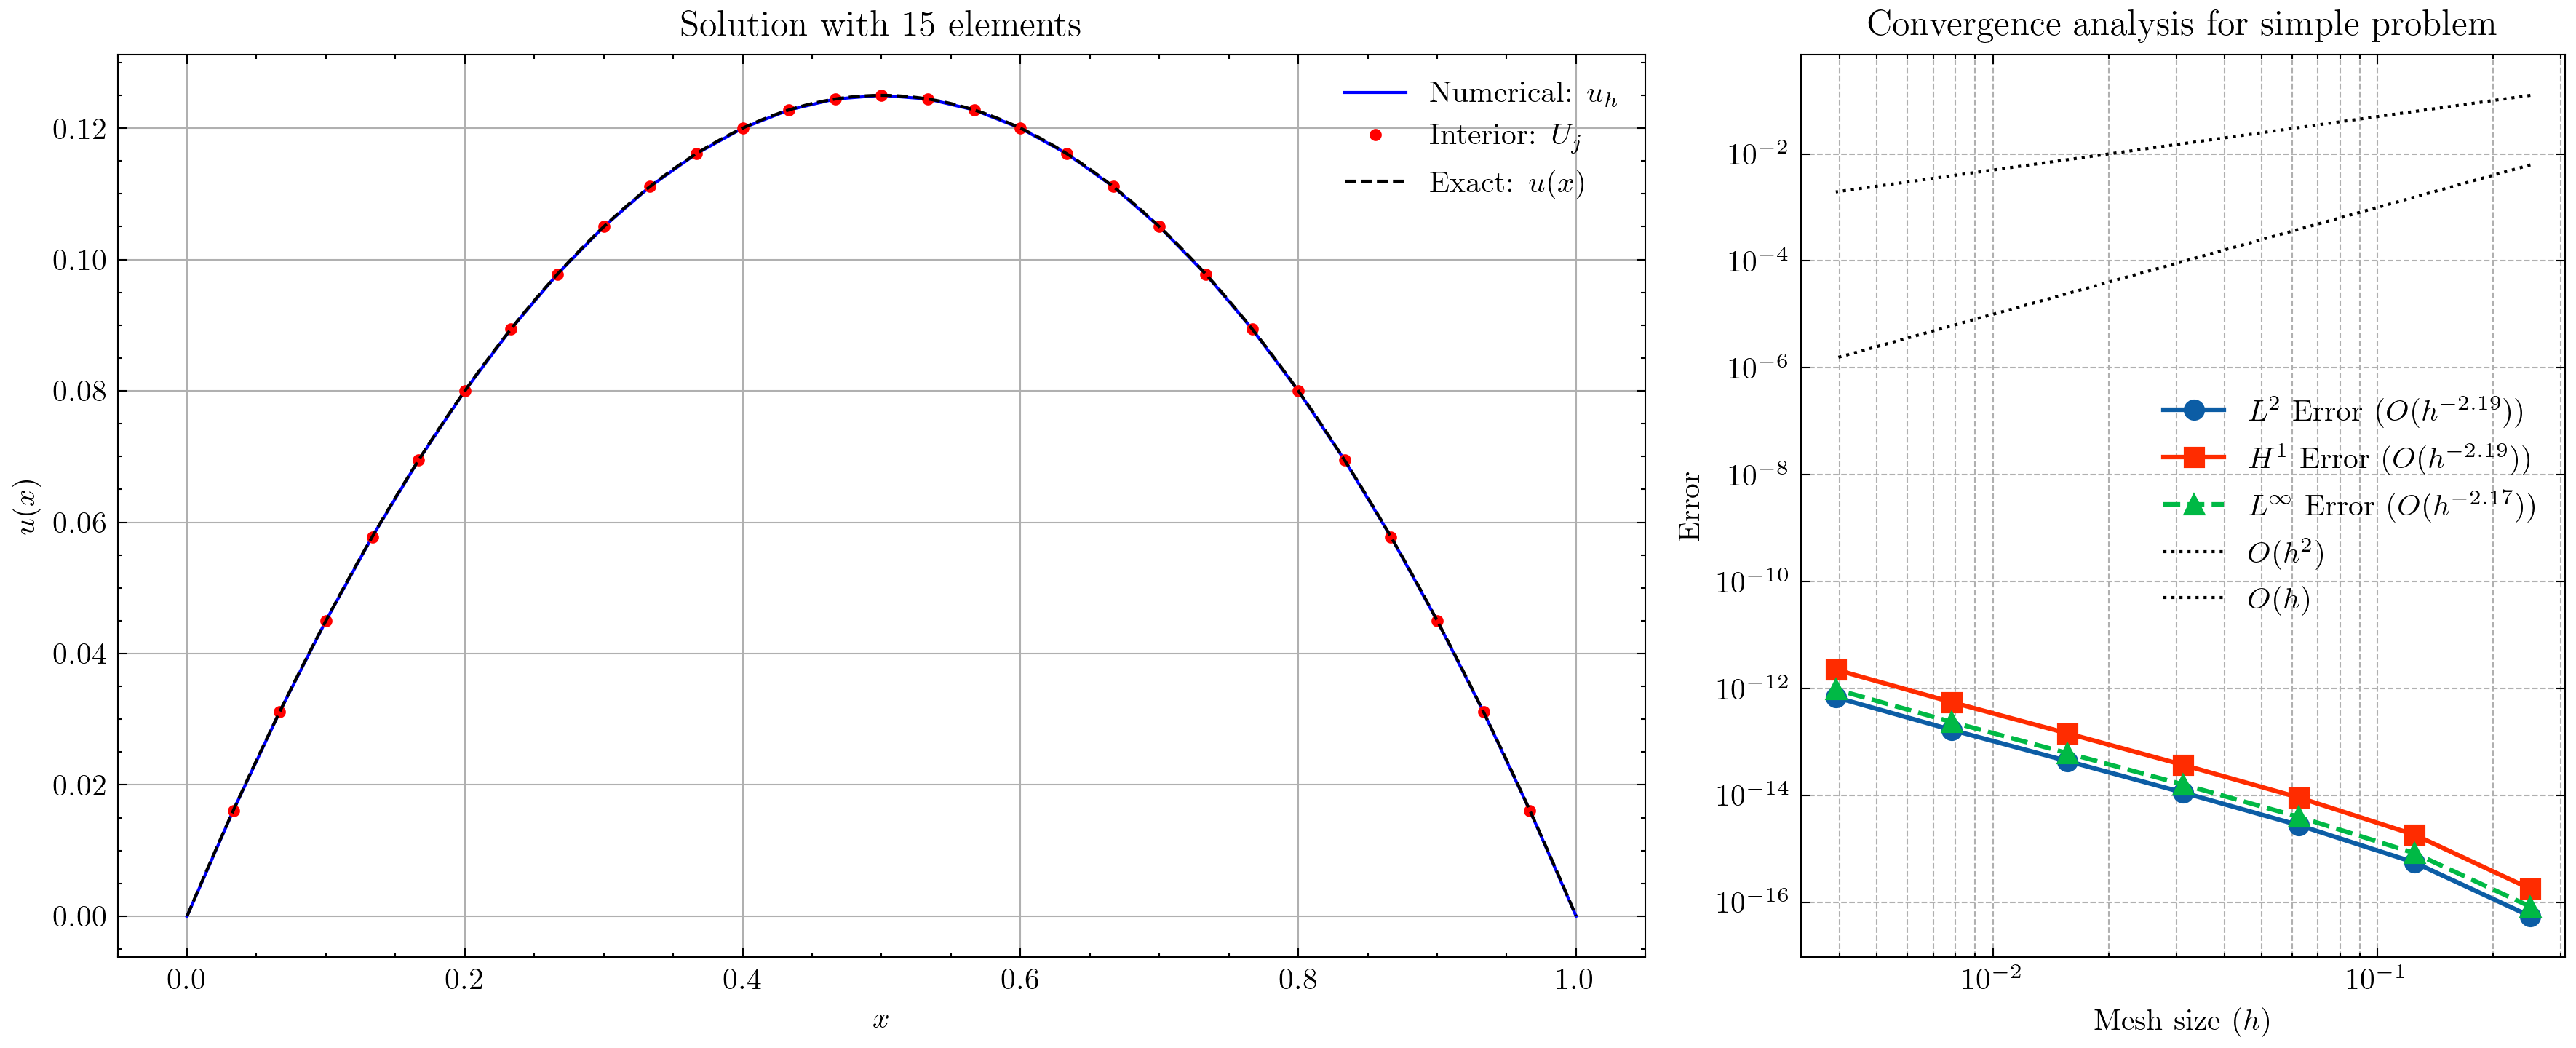 Solution with 15 elements
Numerical: u_h
Interior: U_j
Exact: u(x)
u(x)
0.12
0.10
0.08
0.06
0.04
0.02
0.00
0.0 0.2 0.4 0.6 0.8 1.0
x
Convergence analysis for simple problem
Error
10^{-2}
10^{-4}
10^{-6}
10^{-8}
10^{-10}
10^{-12}
10^{-14}
10^{-16}
L^2 Error (O(h^{-2.19}))
H^1 Error (O(h^{-2.19}))
L^∞ Error (O(h^{-2.17}))
O(h^2)
O(h)
10^{-2} 10^{-1}
Mesh size (h)